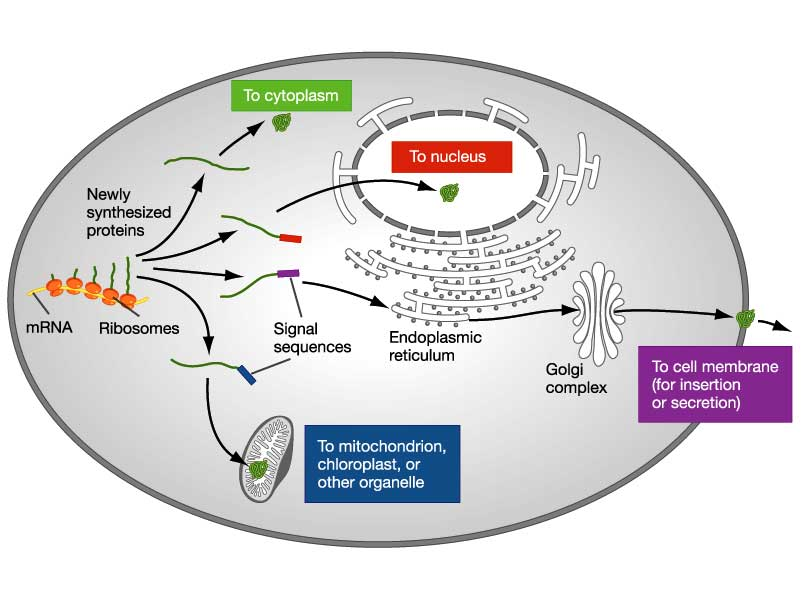 To cytoplasm
To nucleus
Newly
synthesized
proteins
mRNA
Ribosomes
Signal
sequences
Endoplasmic
reticulum
Golgi
complex
To cell membrane
(for insertion
or secretion)
To mitochondrion,
chloroplast, or
other organelle